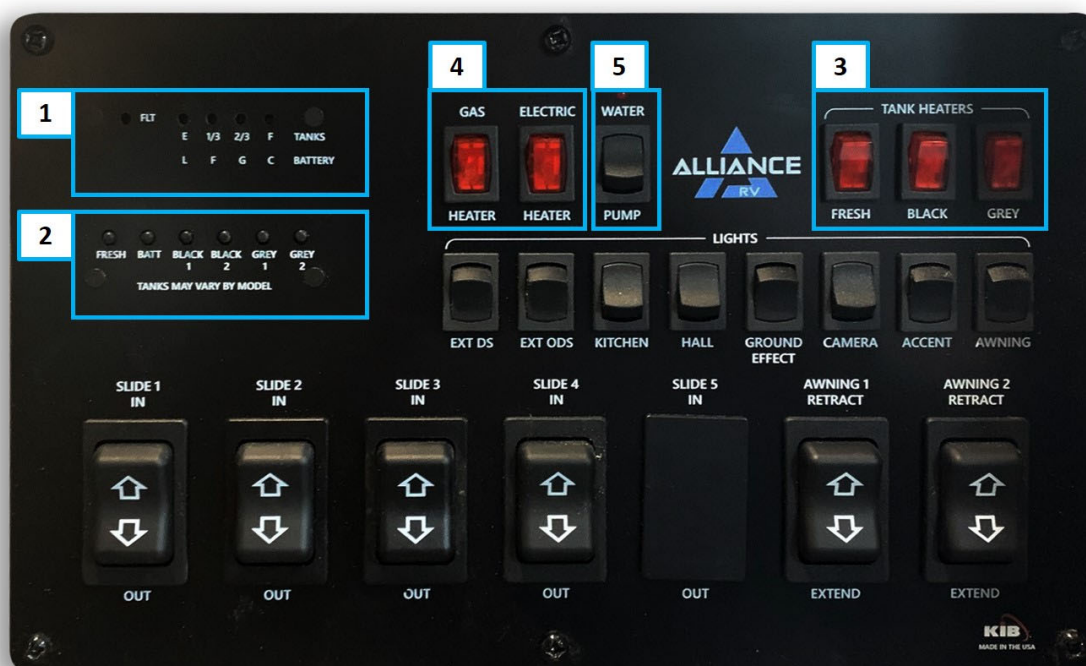 4
5
3
1
FLT
E 1/3 2/3 F TANKS
L F G C BATTERY
GAS
HEATER
ELECTRIC
HEATER
WATER
PUMP
ALLIANCE
RV
TANK HEATERS
FRESH BLACK GREY
2
FRESH BATT BLACK 1 BLACK 2 GREY 1 GREY 2
TANKS MAY VARY BY MODEL
LIGHTS
EXT DS EXT ODS KITCHEN HALL GROUND EFFECT CAMERA ACCENT AWNING
SLIDE 1
IN
OUT
SLIDE 2
IN
OUT
SLIDE 3
IN
OUT
SLIDE 4
IN
OUT
SLIDE 5
IN
OUT
AWNING 1
RETRACT
EXTEND
AWNING 2
RETRACT
EXTEND
KIB
MADE IN THE USA